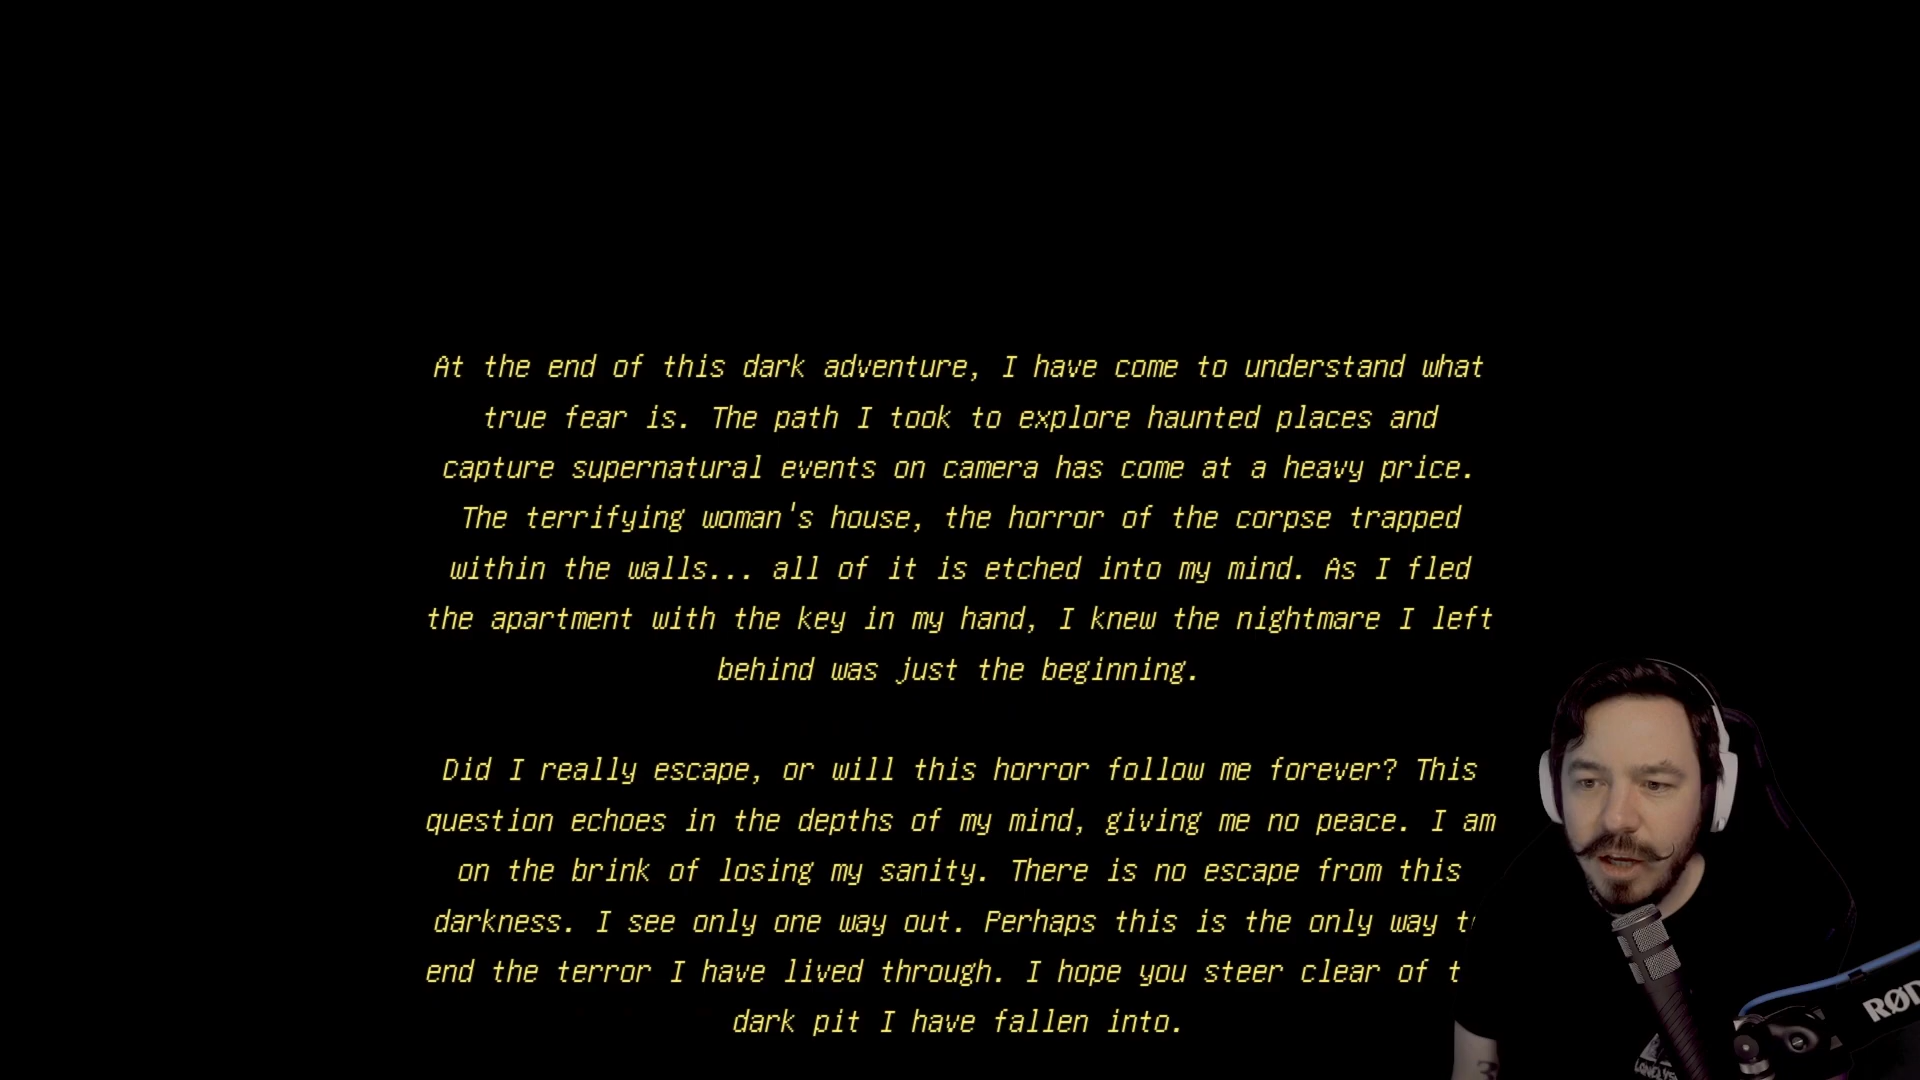 At the end of this dark adventure, I have come to understand what
true fear is. The path I took to explore haunted places and
capture supernatural events on camera has come at a heavy price.
The terrifying woman's house, the horror of the corpse trapped
within the walls... all of it is etched into my mind. As I fled
the apartment with the key in my hand, I knew the nightmare I left
behind was just the beginning.
Did I really escape, or will this horror follow me forever? This
question echoes in the depths of my mind, giving me no peace. I am
on the brink of losing my sanity. There is no escape from this
darkness. I see only one way out. Perhaps this is the only way
end the terror I have lived through. I hope you steer clear of
dark pit I have fallen into.
RØD